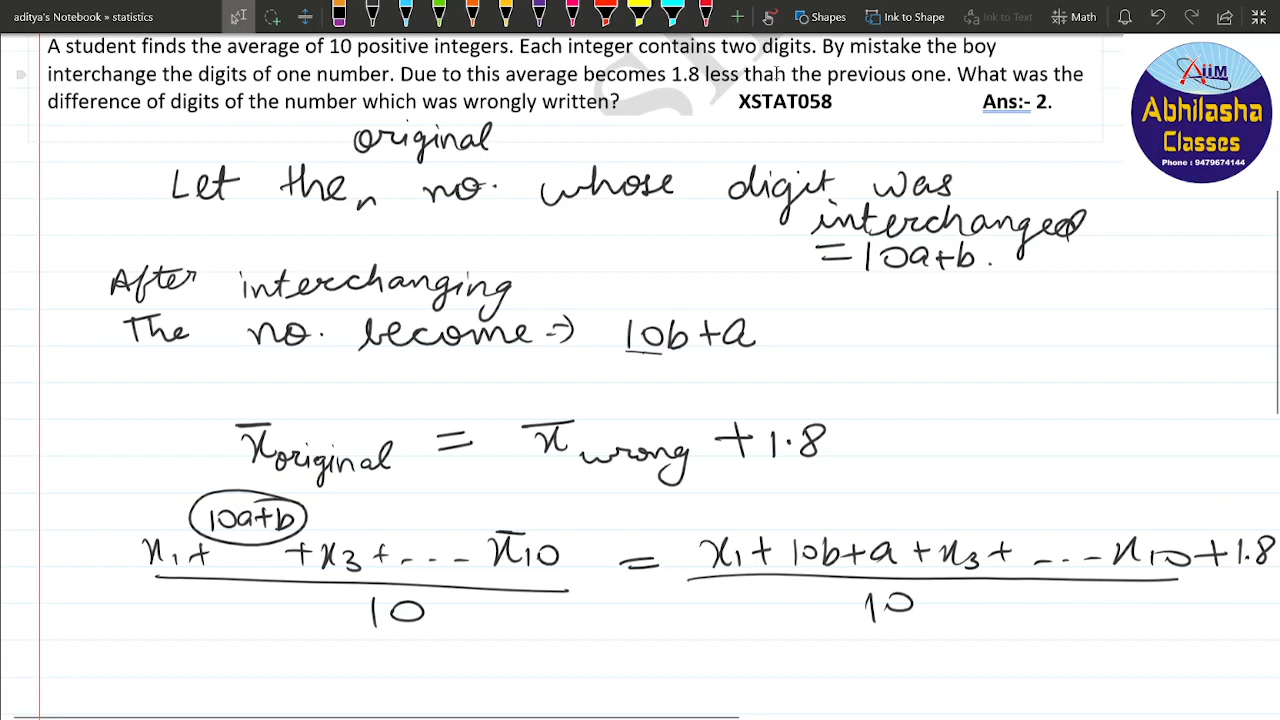 aditya's Notebook » statistics
Shapes Ink to Shape Ink to Text Math
A student finds the average of 10 positive integers. Each integer contains two digits. By mistake the boy
interchange the digits of one number. Due to this average becomes 1.8 less than the previous one. What was the
difference of digits of the number which was wrongly written? XSTAT058 Ans:- 2.
AiiM
Abhilasha
Classes
Phone : 9479674144
original
Let the no. whose digit was
interchanged
= 10a+b.
After interchanging
The no. become => 10b+a
x̄ original = x̄ wrong + 1.8
10a+b
x1 + + x3 + ... x̄10 = x1 + 10b+a + x3 + ... x10 + 1.8
10 10